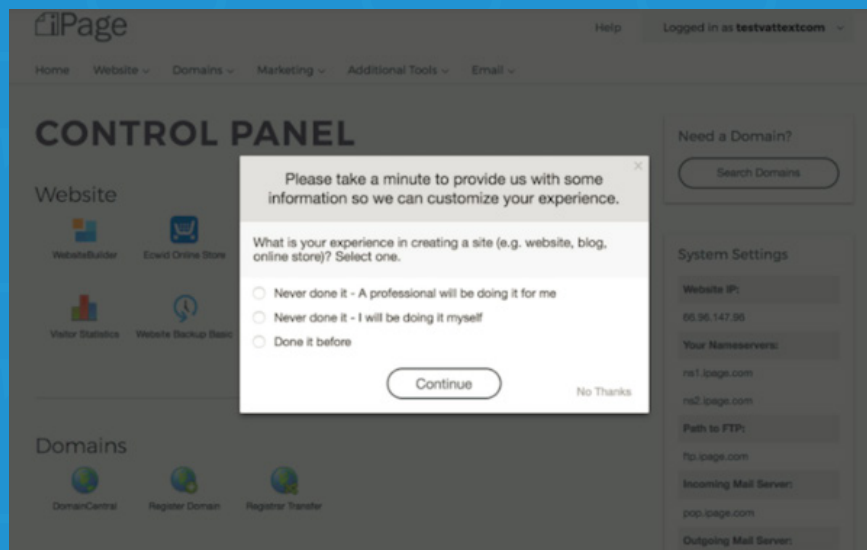 iPage
Help
Logged in as testvattextcom
Home Website Domains Marketing Additional Tools Email
CONTROL PANEL
Need a Domain?
Search Domains
Website
WebsiteBuilder Ecwid Online Store
Visitor Statistics Website Backup Basic
×
Please take a minute to provide us with some
information so we can customize your experience.
What is your experience in creating a site (e.g. website, blog,
online store)? Select one.
Never done it - A professional will be doing it for me
Never done it - I will be doing it myself
Done it before
Continue
No Thanks
System Settings
Website IP:
66.96.147.96
Your Nameservers:
ns1.ipage.com
ns2.ipage.com
Path to FTP:
ftp.ipage.com
Incoming Mail Server:
pop.ipage.com
Outgoing Mail Server:
Domains
DomainCentral Register Domain Registrar Transfer